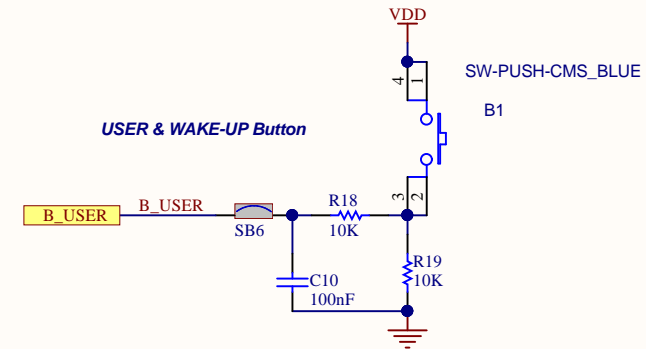 VDD
SW-PUSH-CMS_BLUE
4
1
B1
USER & WAKE-UP Button
3
2
B_USER
B_USER
SB6
R18
10K
R19
10K
C10
100nF